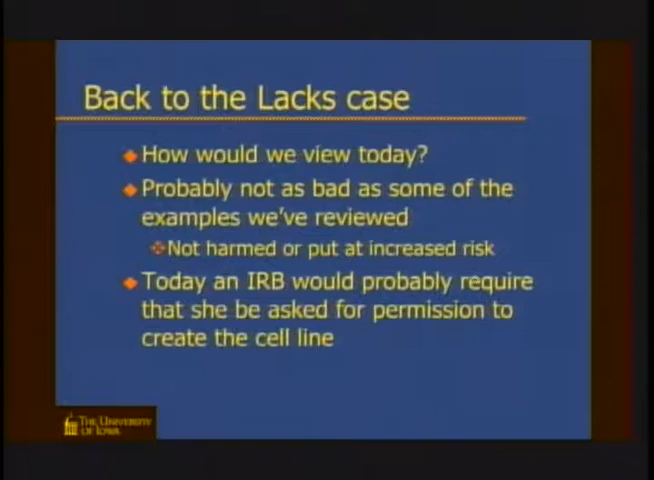 Back to the Lacks case
How would we view today?
Probably not as bad as some of the
examples we've reviewed
Not harmed or put at increased risk
Today an IRB would probably require
that she be asked for permission to
create the cell line
THE UNIVERSITY
OF IOWA